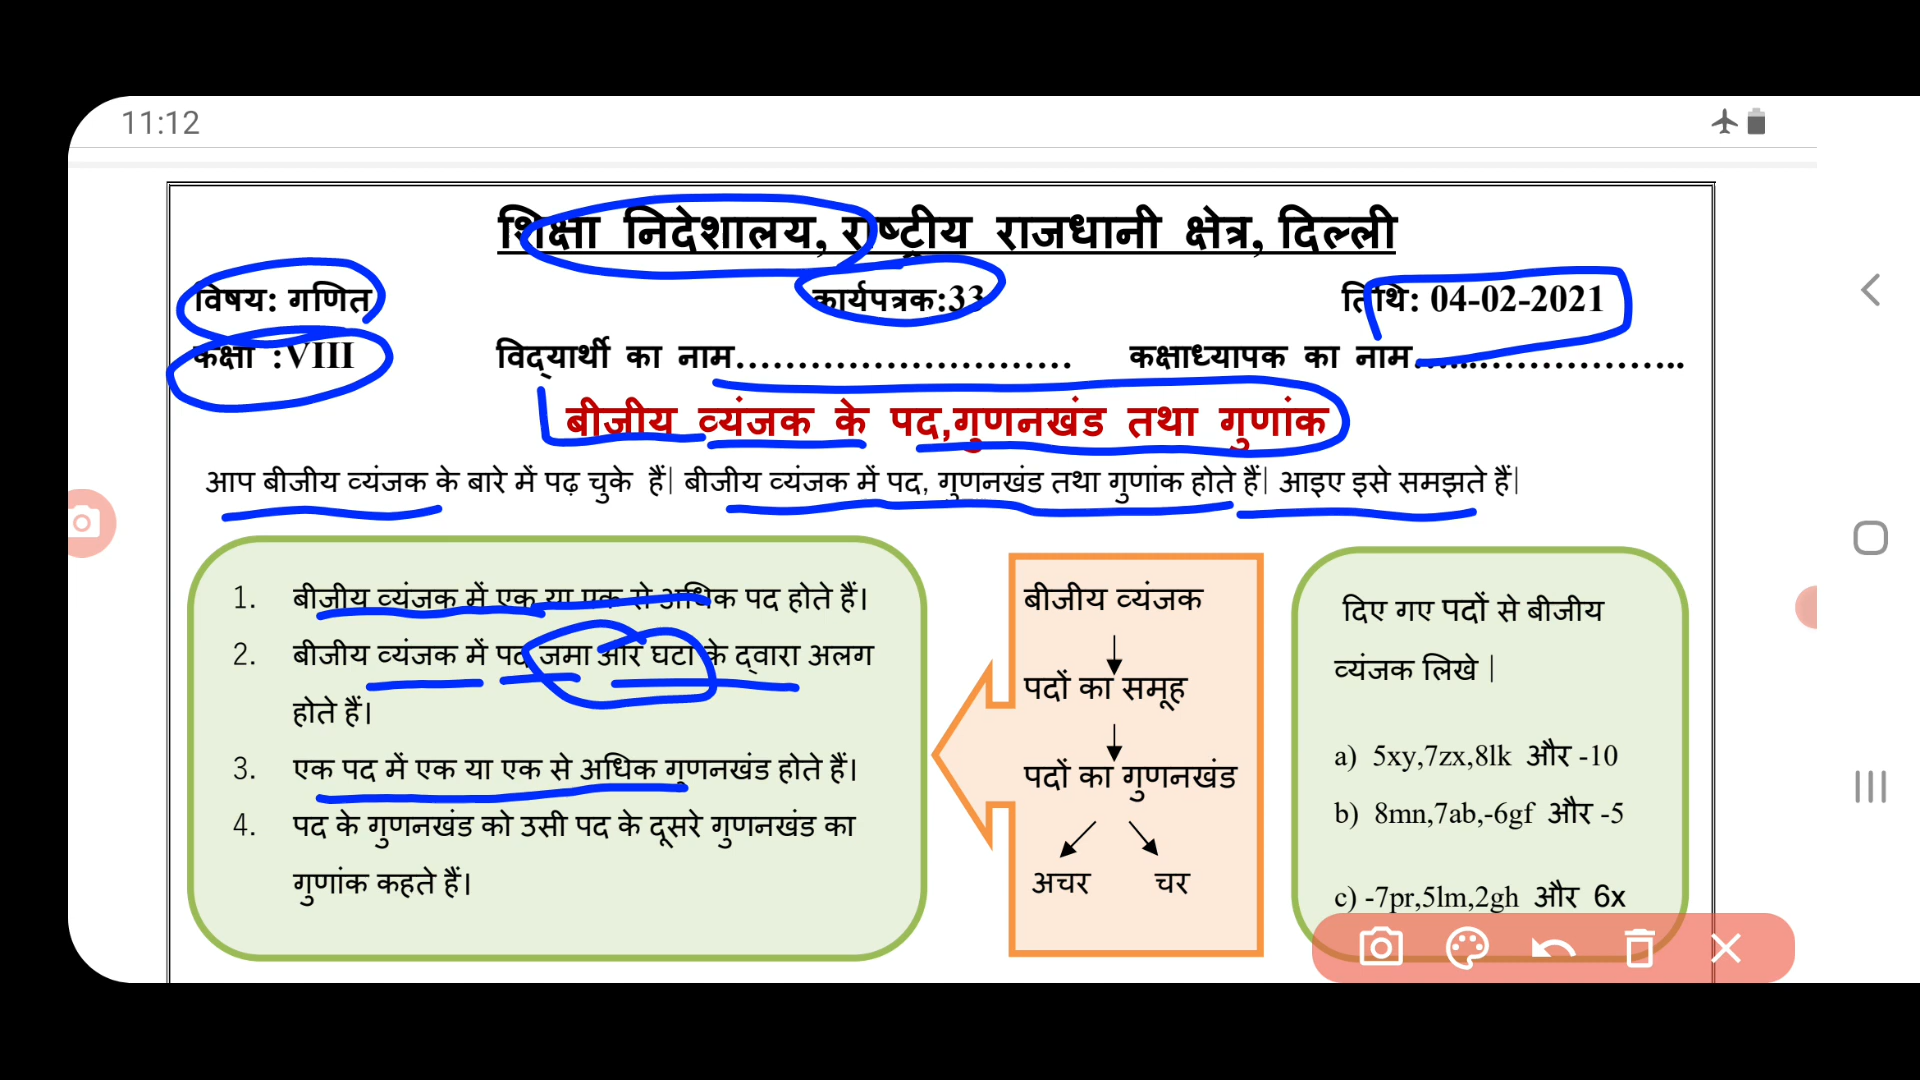 11:12
शिक्षा निदेशालय, राष्ट्रीय राजधानी क्षेत्र, दिल्ली
विषय: गणित कार्यपत्रक:33 तिथि: 04-02-2021
कक्षा :VIII विद्यार्थी का नाम........................... कक्षाध्यापक का नाम......................
बीजीय व्यंजक के पद,गुणनखंड तथा गुणांक
आप बीजीय व्यंजक के बारे में पढ़ चुके हैं| बीजीय व्यंजक में पद, गुणनखंड तथा गुणांक होते हैं| आइए इसे समझते हैं|
1. बीजीय व्यंजक में एक या एक से अधिक पद होते हैं।
2. बीजीय व्यंजक में पद जमा और घटा के द्वारा अलग
होते हैं।
3. एक पद में एक या एक से अधिक गुणनखंड होते हैं।
4. पद के गुणनखंड को उसी पद के दूसरे गुणनखंड का
गुणांक कहते हैं।
बीजीय व्यंजक
पदों का समूह
पदों का गुणनखंड
अचर चर
दिए गए पदों से बीजीय
व्यंजक लिखे |
a) 5xy,7zx,8lk और -10
b) 8mn,7ab,-6gf और -5
c) -7pr,5lm,2gh और 6x